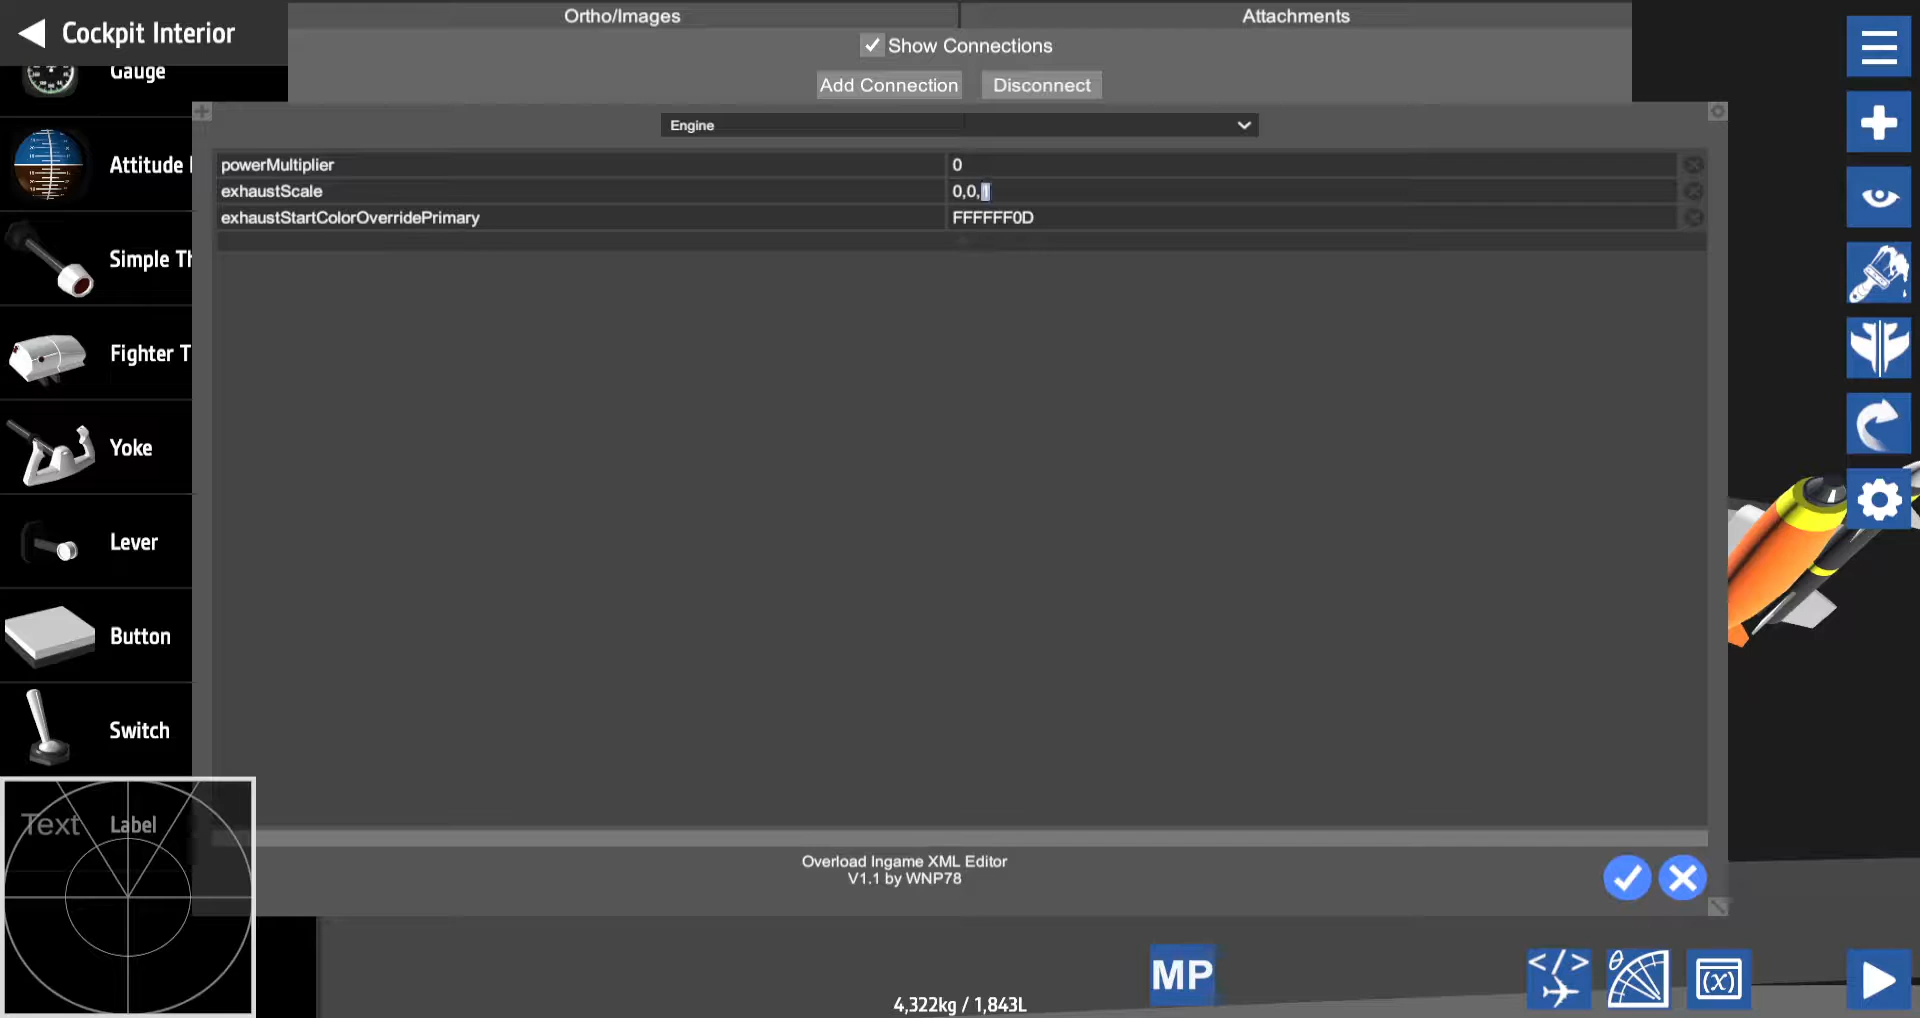 Cockpit Interior
Ortho/Images
Attachments
Show Connections
Add Connection
Disconnect
Gauge
Attitude
Simple Th
Fighter T
Yoke
Lever
Button
Switch
Text
Label
Engine
powerMultiplier
0
exhaustScale
0,0,1
exhaustStartColorOverridePrimary
FFFFFF0D
Overload Ingame XML Editor
V1.1 by WNP78
MP
</>
θ
(x)
4,322kg / 1,843L